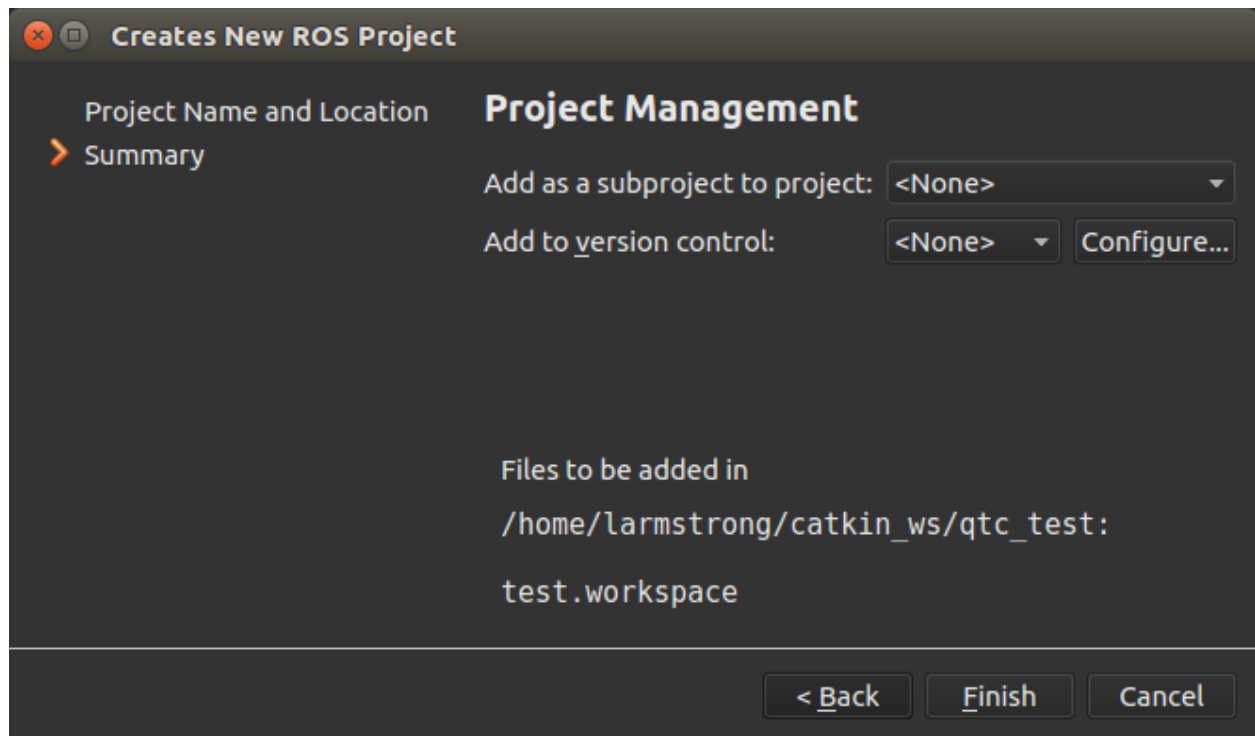 Creates New ROS Project
Project Name and Location
Summary
Project Management
Add as a subproject to project: <None>
Add to version control: <None> Configure...
Files to be added in
/home/larmstrong/catkin_ws/qtc_test:
test.workspace
< Back Finish Cancel